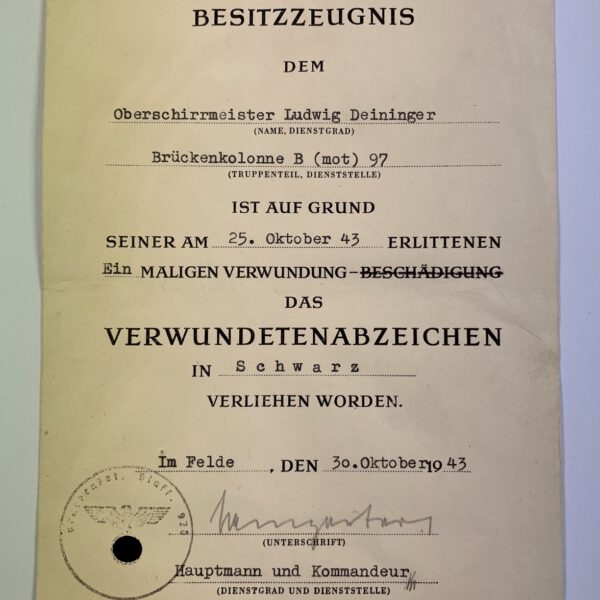 BESITZZEUGNIS
DEM
Oberschirrmeister Ludwig Deininger
(NAME, DIENSTGRAD)
Brückenkolonne B (mot) 97
(TRUPPENTEIL, DIENSTSTELLE)
IST AUF GRUND
SEINER AM 25. Oktober 43 ERLITTENEN
Ein MALIGEN VERWUNDUNG – BESCHÄDIGUNG
DAS
VERWUNDETENABZEICHEN
IN Schwarz
VERLIEHEN WORDEN.
Im Felde , DEN 30.Oktober 1943
(UNTERSCHRIFT)
Hauptmann und Kommandeur
(DIENSTGRAD UND DIENSTSTELLE)